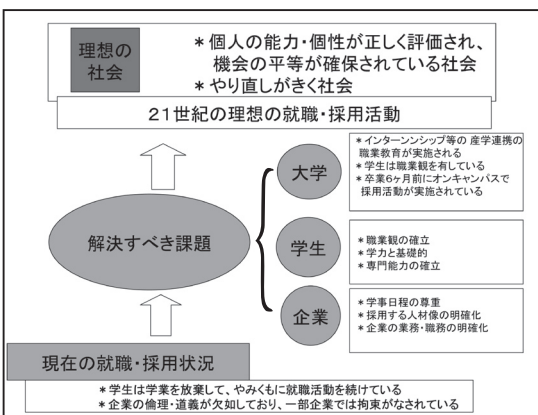 理想の
社会
＊個人の能力・個性が正しく評価され、
機会の平等が確保されている社会
＊やり直しがきく社会
21世紀の理想の就職・採用活動
解決すべき課題
大学
＊インターンンシップ等の 産学連携の
職業教育が実施される
＊学生は職業観を有している
＊卒業6ヶ月前にオンキャンパスで
採用活動が実施されている
学生
＊職業観の確立
＊学力と基礎的
＊専門能力の確立
企業
＊学事日程の尊重
＊採用する人材像の明確化
＊企業の業務・職務の明確化
現在の就職・採用状況
＊学生は学業を放棄して、やみくもに就職活動を続けている
＊企業の倫理・道義が欠如しており、一部企業では拘束がなされている